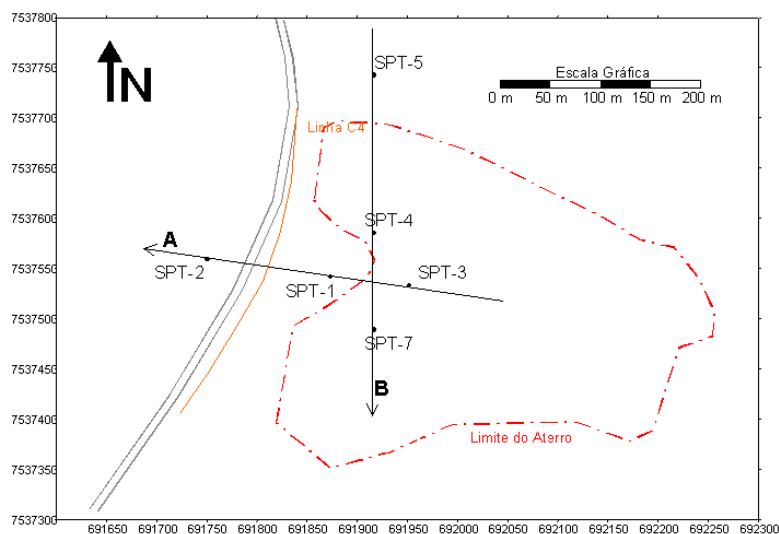 7537800
7537750
7537700
7537650
7537600
7537550
7537500
7537450
7537400
7537350
7537300
N
SPT-5
Escala Gráfica
0 m 50 m 100 m 150 m 200 m
Linha C4
SPT-4
A
SPT-2
SPT-1
SPT-3
SPT-7
B
Limite do Aterro
691650 691700 691750 691800 691850 691900 691950 692000 692050 692100 692150 692200 692250 692300